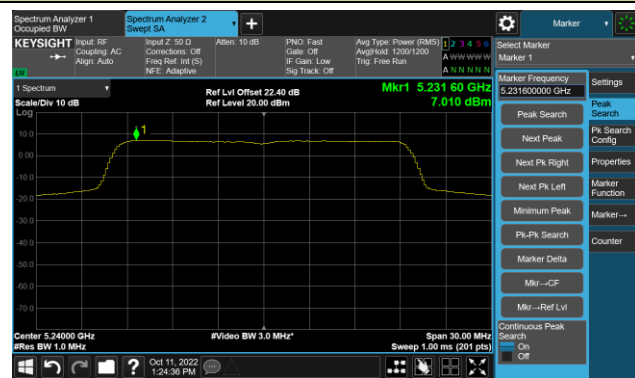 Spectrum Analyzer 1
Occupied BW
Spectrum Analyzer 2
Swept SA
+
Marker
KEYSIGHT
Input: RF
Coupling: AC
Align: Auto
Input Z: 50 Ω
Corrections: Off
Freq Ref: Int (S)
NFE: Adaptive
Atten: 10 dB
PNO: Fast
Gate: Off
IF Gain: Low
Sig Track: Off
Avg Type: Power (RMS)
Avg|Hold: 1200/1200
Trig: Free Run
1 2 3 4 5 6
A W W W W W
A N N N N N
LXI
Select Marker
Marker 1
1 Spectrum
Scale/Div 10 dB
Log
Ref Lvl Offset 22.40 dB
Ref Level 20.00 dBm
Mkr1 5.231 60 GHz
7.010 dBm
1
10.0
0.00
-10.0
-20.0
-30.0
-40.0
-50.0
-60.0
-70.0
Center 5.24000 GHz
#Res BW 1.0 MHz
#Video BW 3.0 MHz*
Span 30.00 MHz
Sweep 1.00 ms (201 pts)
Marker Frequency
5.231600000 GHz
Peak Search
Next Peak
Next Pk Right
Next Pk Left
Minimum Peak
Pk-Pk Search
Marker Delta
Mkr→CF
Mkr→Ref Lvl
Continuous Peak
Search
On
Off
Settings
Peak
Search
Pk Search
Config
Properties
Marker
Function
Marker→
Counter
?
Oct 11, 2022
1:24:36 PM